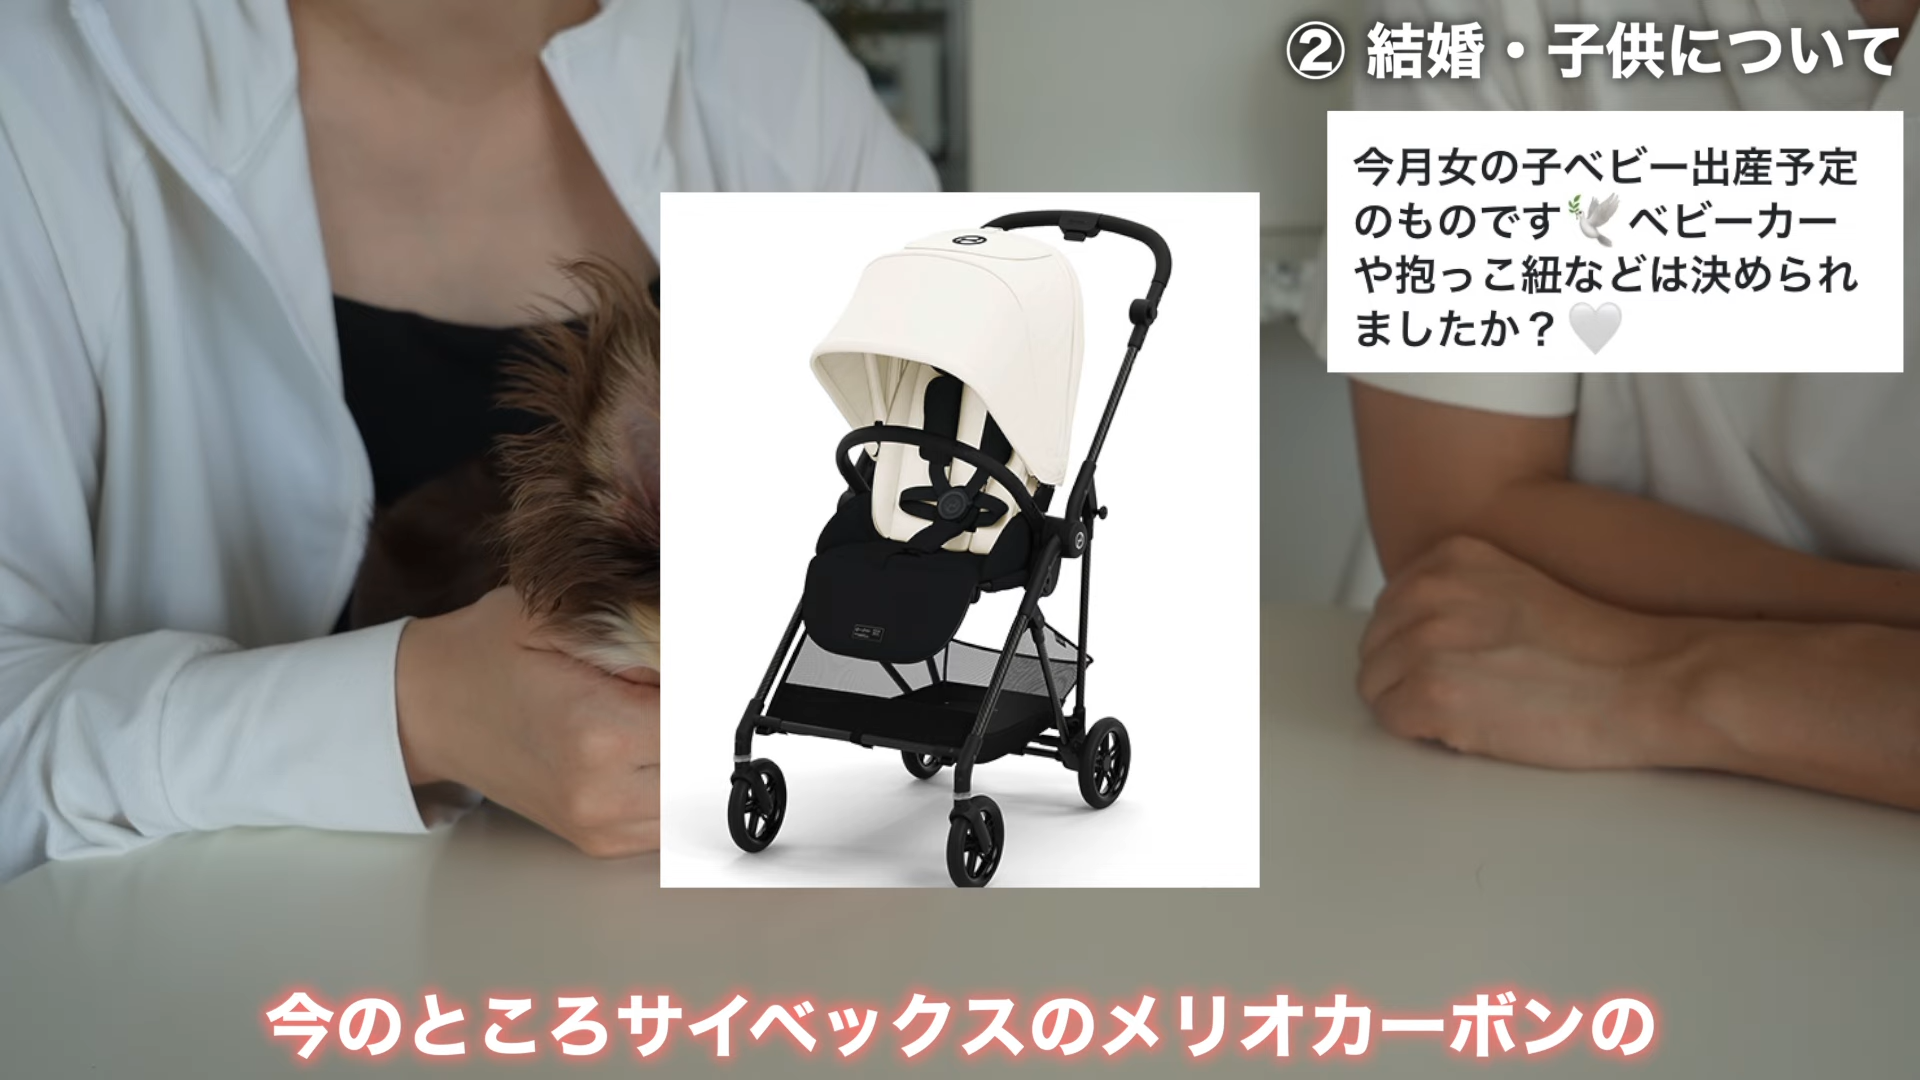 ② 結婚・子供について
今月女の子ベビー出産予定
のものです🕊️ ベビーカー
や抱っこ紐などは決められ
ましたか？🤍
今のところサイベックスのメリオカーボンの